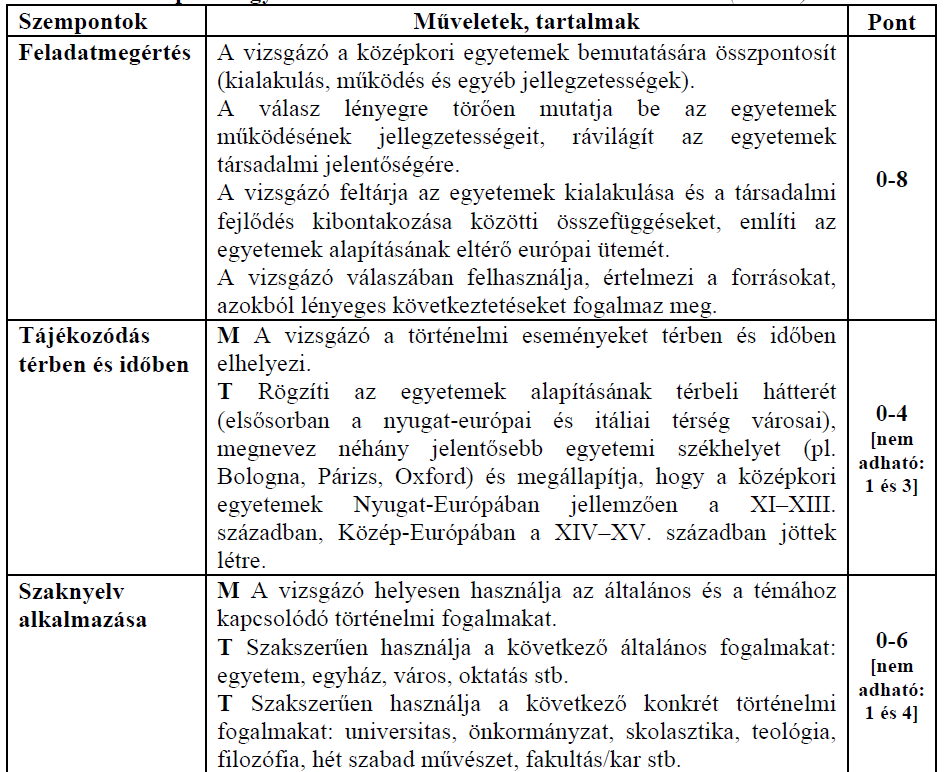 Szempontok Műveletek, tartalmak Pont
Feladatmegértés
A vizsgázó a középkori egyetemek bemutatására összpontosít
(kialakulás, működés és egyéb jellegzetességek).
A válasz lényegre törően mutatja be az egyetemek
működésének jellegzetességeit, rávilágít az egyetemek
társadalmi jelentőségére.
A vizsgázó feltárja az egyetemek kialakulása és a társadalmi
fejlődés kibontakozása közötti összefüggéseket, említi az
egyetemek alapításának eltérő európai ütemét.
A vizsgázó válaszában felhasználja, értelmezi a forrásokat,
azokból lényeges következtetéseket fogalmaz meg.
0-8
Tájékozódás
térben és időben
M A vizsgázó a történelmi eseményeket térben és időben
elhelyezi.
T Rögzíti az egyetemek alapításának térbeli hátterét
(elsősorban a nyugat-európai és itáliai térség városai),
megnevez néhány jelentősebb egyetemi székhelyet (pl.
Bologna, Párizs, Oxford) és megállapítja, hogy a középkori
egyetemek Nyugat-Európában jellemzően a XI–XIII.
században, Közép-Európában a XIV–XV. században jöttek
létre.
0-4
[nem
adható:
1 és 3]
Szaknyelv
alkalmazása
M A vizsgázó helyesen használja az általános és a témához
kapcsolódó történelmi fogalmakat.
T Szakszerűen használja a következő általános fogalmakat:
egyetem, egyház, város, oktatás stb.
T Szakszerűen használja a következő konkrét történelmi
fogalmakat: universitas, önkormányzat, skolasztika, teológia,
filozófia, hét szabad művészet, fakultás/kar stb.
0-6
[nem
adható:
1 és 4]